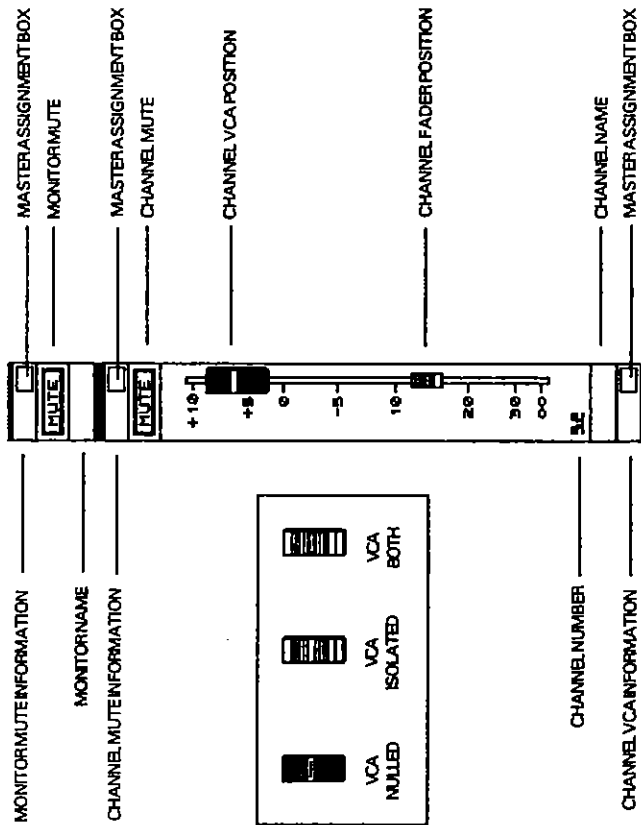 MASTER ASSIGNMENT BOX
MONITOR MUTE
MASTER ASSIGNMENT BOX
CHANNEL MUTE
CHANNEL VCA POSITION
CHANNEL FADER POSITION
CHANNEL NAME
MASTER ASSIGNMENT BOX
MUTE
MUTE
+10
+5
0
-5
10
20
30
∞
MONITOR MUTE INFORMATION
MONITOR NAME
CHANNEL MUTE INFORMATION
VCA
MULLED
VCA
ISOLATED
VCA
BOTH
CHANNEL NUMBER
CHANNEL VCA INFORMATION